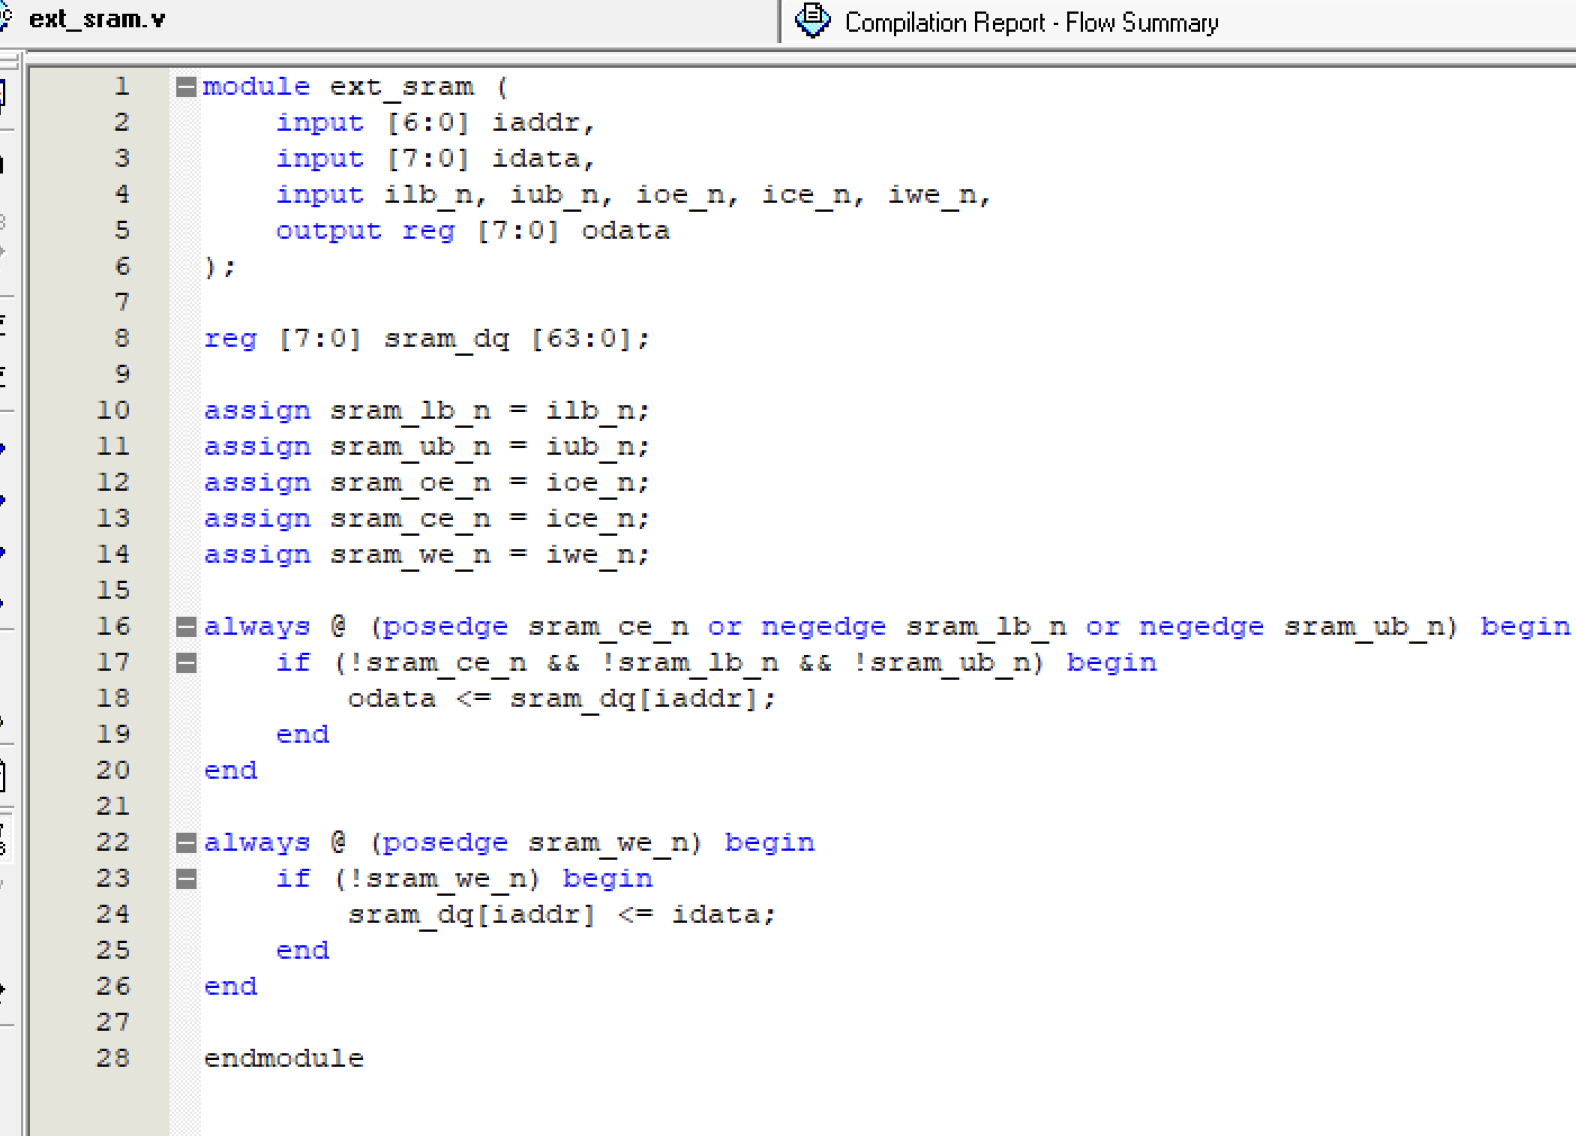 ext_sram.v
Compilation Report - Flow Summary
1 module ext_sram (
2 input [6:0] iaddr,
3 input [7:0] idata,
4 input ilb_n, iub_n, ioe_n, ice_n, iwe_n,
5 output reg [7:0] odata
6 );
7
8 reg [7:0] sram_dq [63:0];
9
10 assign sram_lb_n = ilb_n;
11 assign sram_ub_n = iub_n;
12 assign sram_oe_n = ioe_n;
13 assign sram_ce_n = ice_n;
14 assign sram_we_n = iwe_n;
15
16 always @ (posedge sram_ce_n or negedge sram_lb_n or negedge sram_ub_n) begin
17 if (!sram_ce_n && !sram_lb_n && !sram_ub_n) begin
18 odata <= sram_dq[iaddr];
19 end
20 end
21
22 always @ (posedge sram_we_n) begin
23 if (!sram_we_n) begin
24 sram_dq[iaddr] <= idata;
25 end
26 end
27
28 endmodule